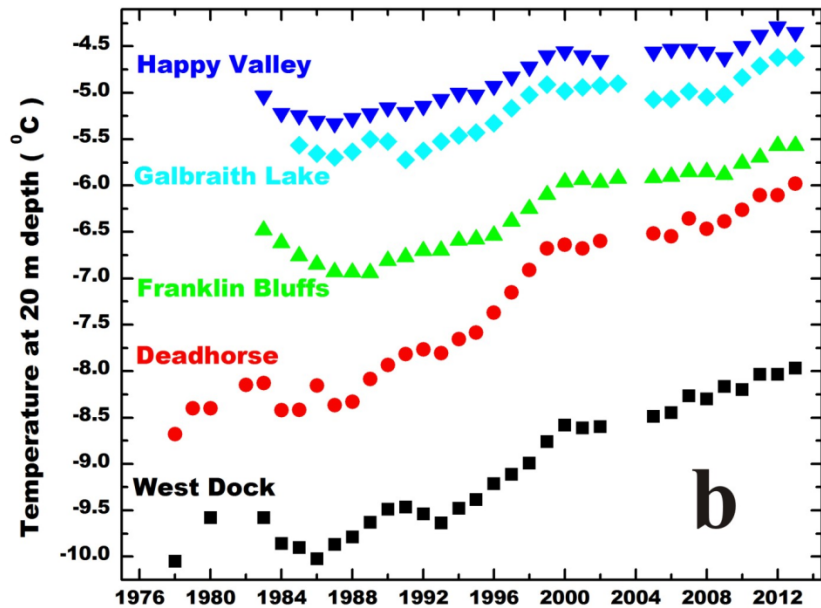 Temperature at 20 m depth ( ⁰C )
-4.5
-5.0
-5.5
-6.0
-6.5
-7.0
-7.5
-8.0
-8.5
-9.0
-9.5
-10.0
Happy Valley
Galbraith Lake
Franklin Bluffs
Deadhorse
West Dock
b
1976 1980 1984 1988 1992 1996 2000 2004 2008 2012